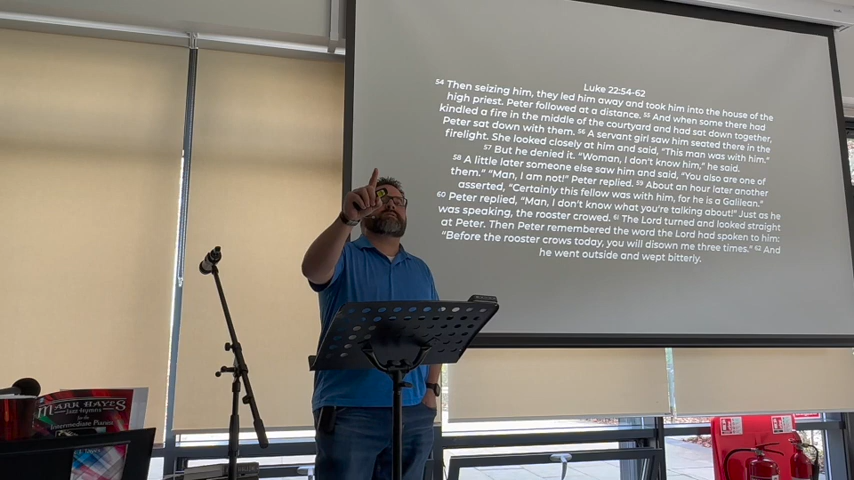 Luke 22:54-62
54 Then seizing him, they led him away and took him into the house of the
high priest. Peter followed at a distance. 55 And when some there had
kindled a fire in the middle of the courtyard and had sat down together,
Peter sat down with them. 56 A servant girl saw him seated there in the
firelight. She looked closely at him and said, “This man was with him.”
57 But he denied it. “Woman, I don't know him,” he said.
58 A little later someone else saw him and said, “You also are one of
them.” “Man, I am not!” Peter replied. 59 About an hour later another
asserted, “Certainly this fellow was with him, for he is a Galilean.”
60 Peter replied, “Man, I don't know what you're talking about!” Just as he
was speaking, the rooster crowed. 61 The Lord turned and looked straight
at Peter. Then Peter remembered the word the Lord had spoken to him:
“Before the rooster crows today, you will disown me three times.” 62 And
he went outside and wept bitterly.
MARK HAYES
Jazz Hymns
for the
Intermediate Pianist